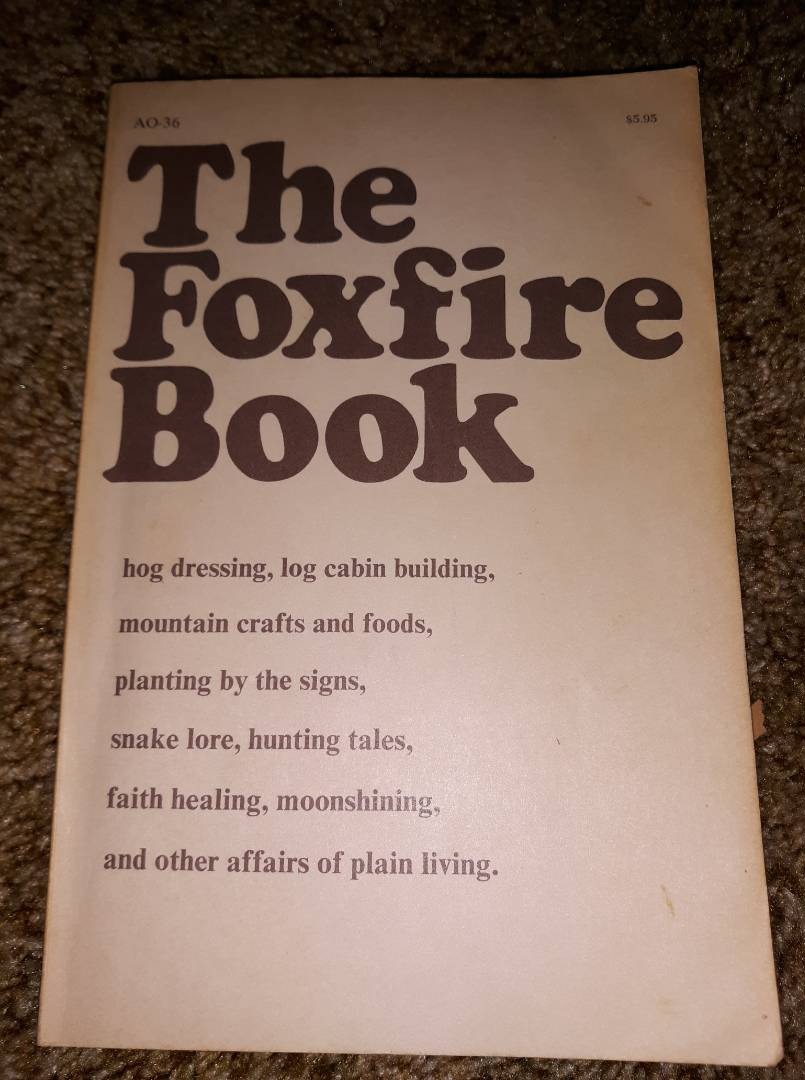 AO-36 $5.95
The
Foxfire
Book
hog dressing, log cabin building,
mountain crafts and foods,
planting by the signs,
snake lore, hunting tales,
faith healing, moonshining,
and other affairs of plain living.